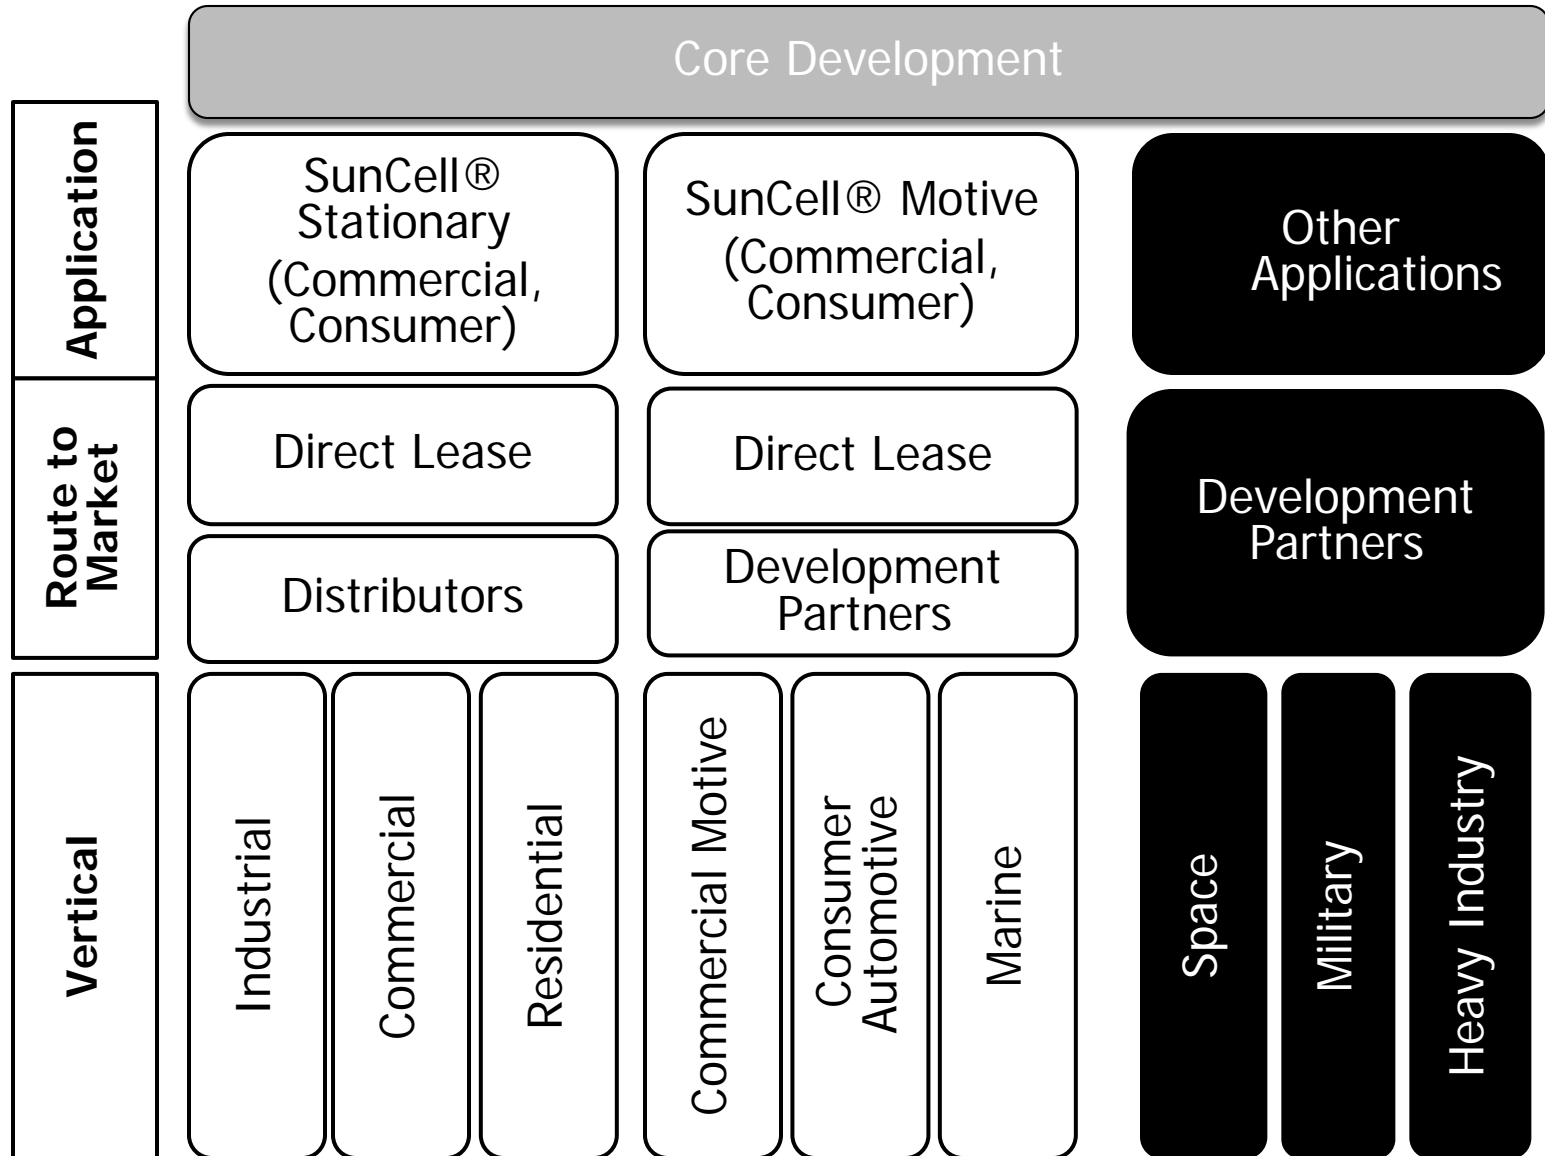 Core Development
Application
SunCell®
Stationary
(Commercial,
Consumer)
SunCell® Motive
(Commercial,
Consumer)
Other
Applications
Route to
Market
Direct Lease
Direct Lease
Development
Partners
Distributors
Development
Partners
Vertical
Industrial
Commercial
Residential
Commercial Motive
Consumer
Automotive
Marine
Space
Military
Heavy Industry